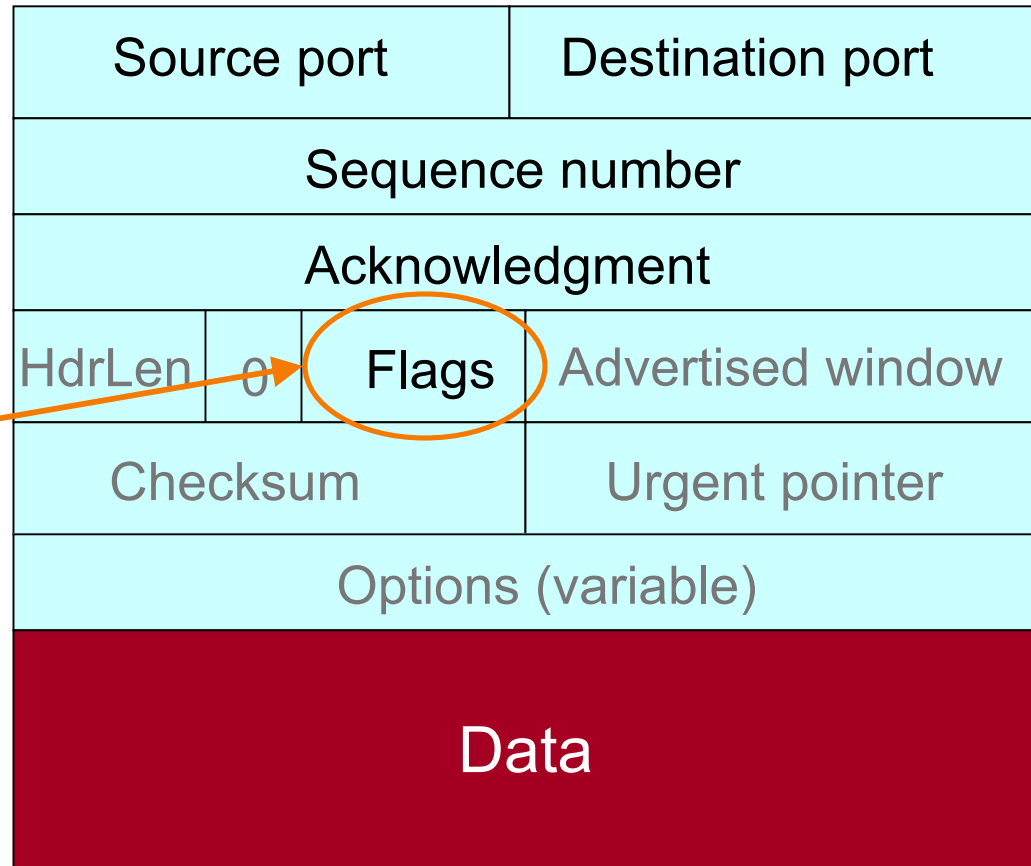 Source port Destination port
Sequence number
Acknowledgment
HdrLen 0 Flags Advertised window
Checksum Urgent pointer
Options (variable)
Data